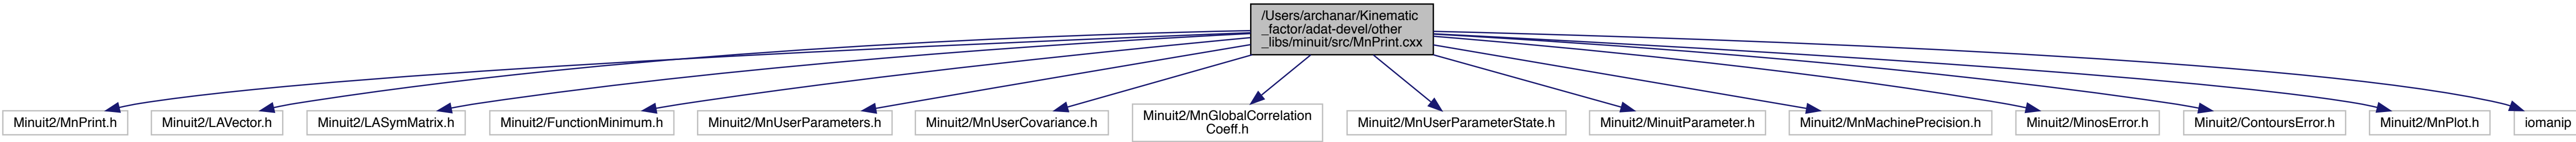 /Users/archanar/Kinematic
_factor/adat-devel/other
_libs/minuit/src/MnPrint.cxx
Minuit2/MnPrint.h
Minuit2/LAVector.h
Minuit2/LASymMatrix.h
Minuit2/FunctionMinimum.h
Minuit2/MnUserParameters.h
Minuit2/MnUserCovariance.h
Minuit2/MnGlobalCorrelation
Coeff.h
Minuit2/MnUserParameterState.h
Minuit2/MinuitParameter.h
Minuit2/MnMachinePrecision.h
Minuit2/MinosError.h
Minuit2/ContoursError.h
Minuit2/MnPlot.h
iomanip